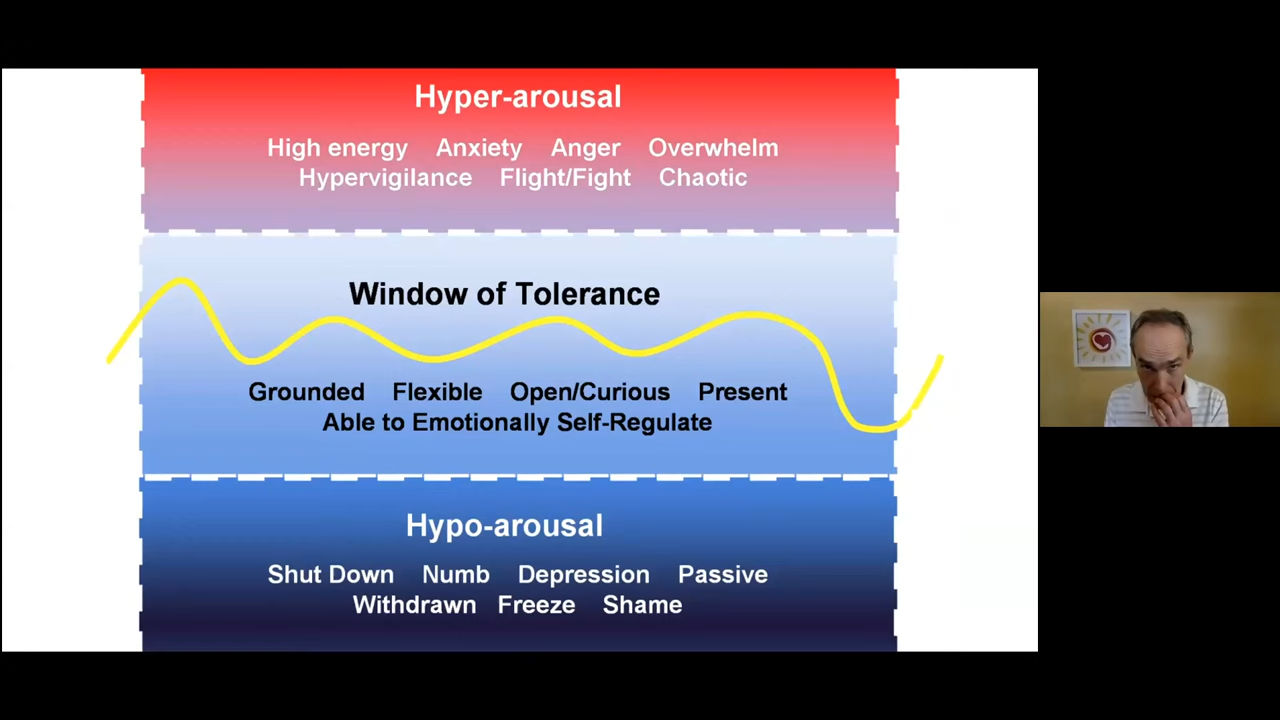 Hyper-arousal
High energy Anxiety Anger Overwhelm
Hypervigilance Flight/Fight Chaotic
Window of Tolerance
Grounded Flexible Open/Curious Present
Able to Emotionally Self-Regulate
Hypo-arousal
Shut Down Numb Depression Passive
Withdrawn Freeze Shame